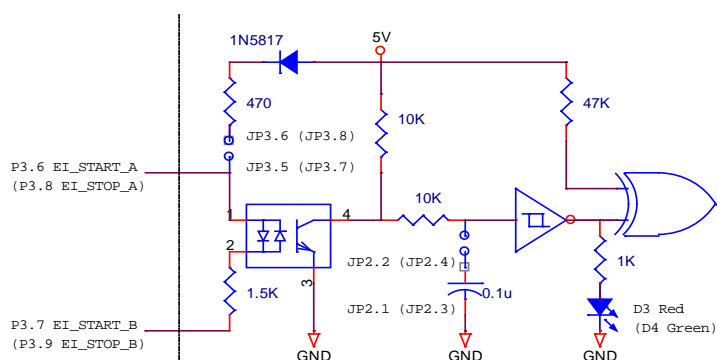 5V
1N5817
470
47K
10K
JP3.6 (JP3.8)
P3.6 EI_START_A
(P3.8 EI_STOP_A)
JP3.5 (JP3.7)
10K
1
4
2
3
JP2.2 (JP2.4)
1K
1.5K
0.1u
JP2.1 (JP2.3)
D3 Red
(D4 Green)
P3.7 EI_START_B
(P3.9 EI_STOP_B)
GND
GND
GND